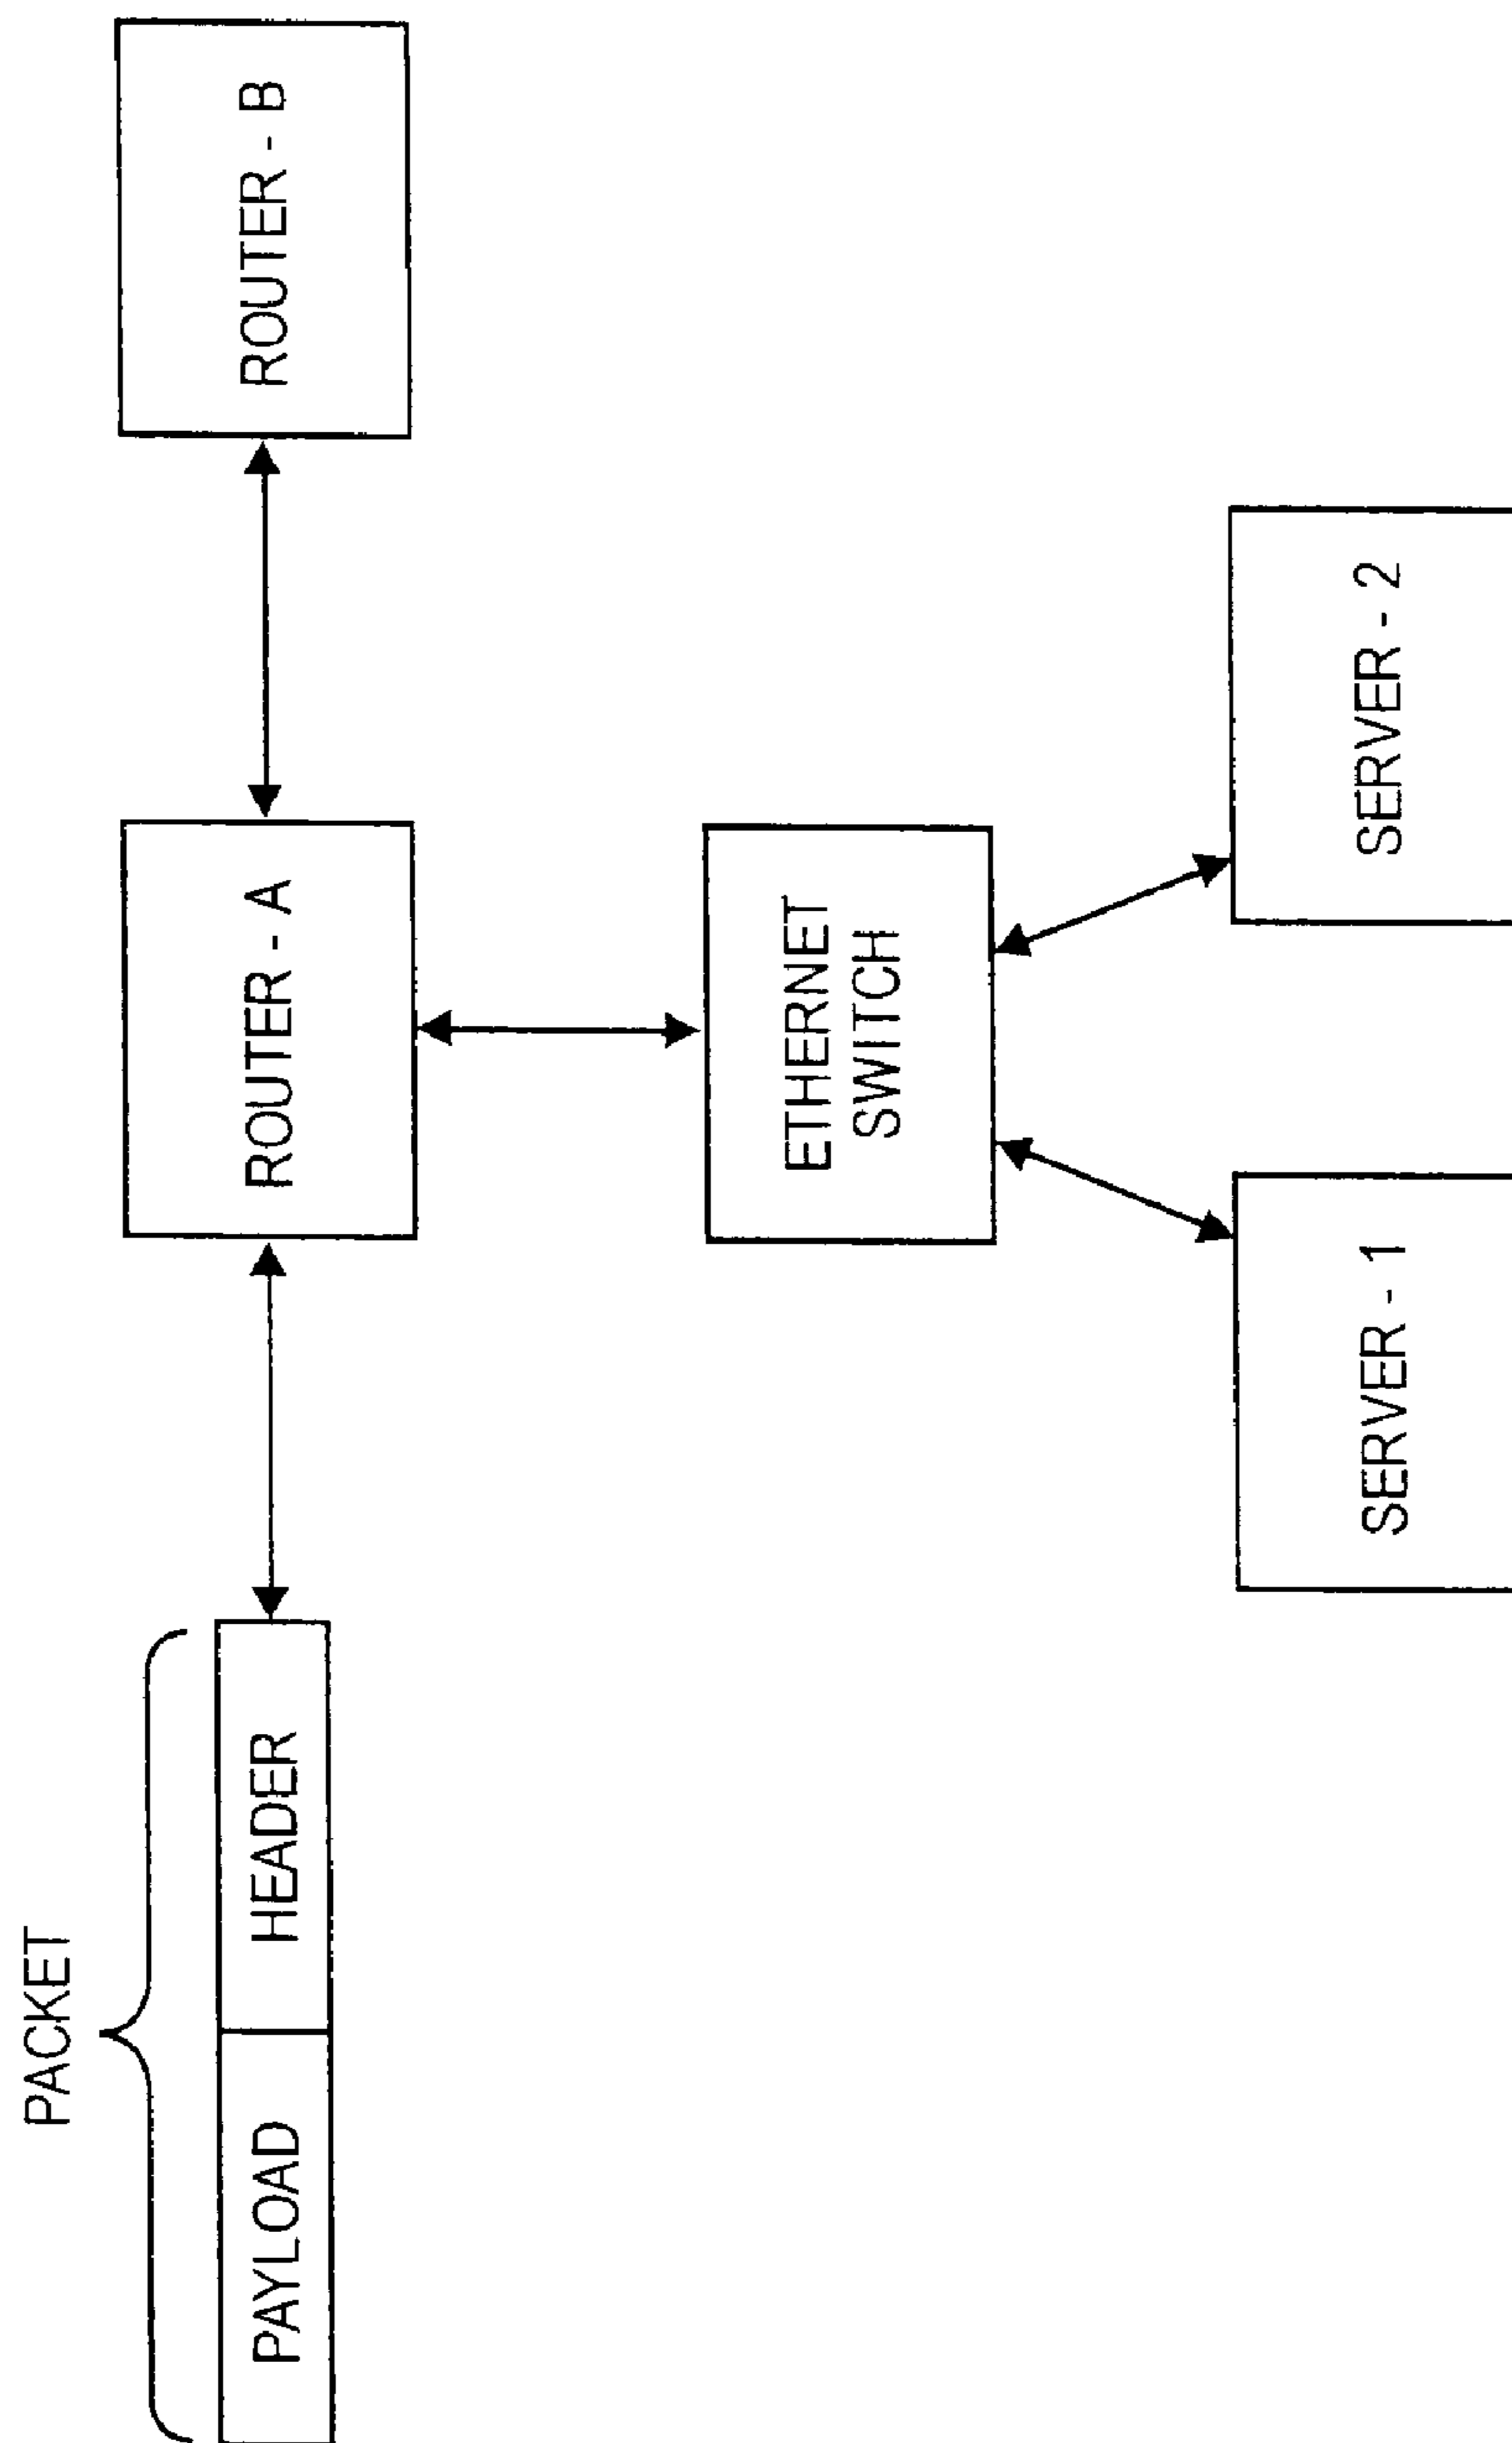 PACKET
PAYLOAD
HEADER
ROUTER - A
ROUTER - B
ETHERNET
SWITCH
SERVER - 1
SERVER - 2